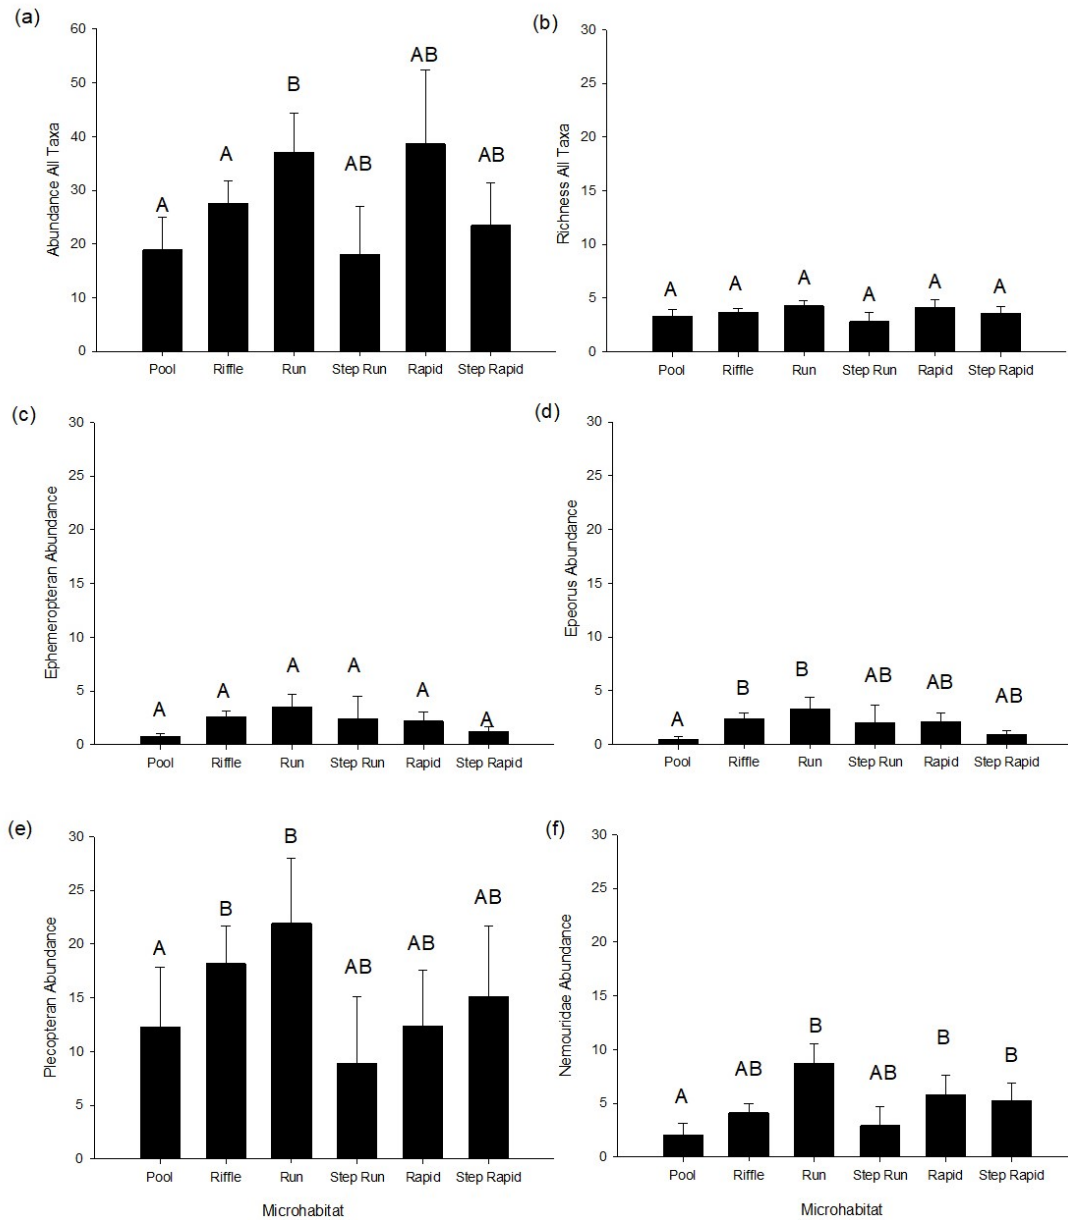 (a)
Abundance All Taxa
60
50
40
30
20
10
0
A
A
B
AB
AB
AB
Pool Riffle Run Step Run Rapid Step Rapid
(b)
Richness All Taxa
30
25
20
15
10
5
0
A
A
A
A
A
A
Pool Riffle Run Step Run Rapid Step Rapid
(c)
Ephemeropteran Abundance
30
25
20
15
10
5
0
A
A
A
A
A
A
Pool Riffle Run Step Run Rapid Step Rapid
(d)
Epeorus Abundance
30
25
20
15
10
5
0
A
B
B
AB
AB
AB
Pool Riffle Run Step Run Rapid Step Rapid
(e)
Plecopteran Abundance
30
25
20
15
10
5
0
A
B
B
AB
AB
AB
Pool Riffle Run Step Run Rapid Step Rapid
Microhabitat
(f)
Nemouridae Abundance
30
25
20
15
10
5
0
A
AB
B
AB
B
B
Pool Riffle Run Step Run Rapid Step Rapid
Microhabitat